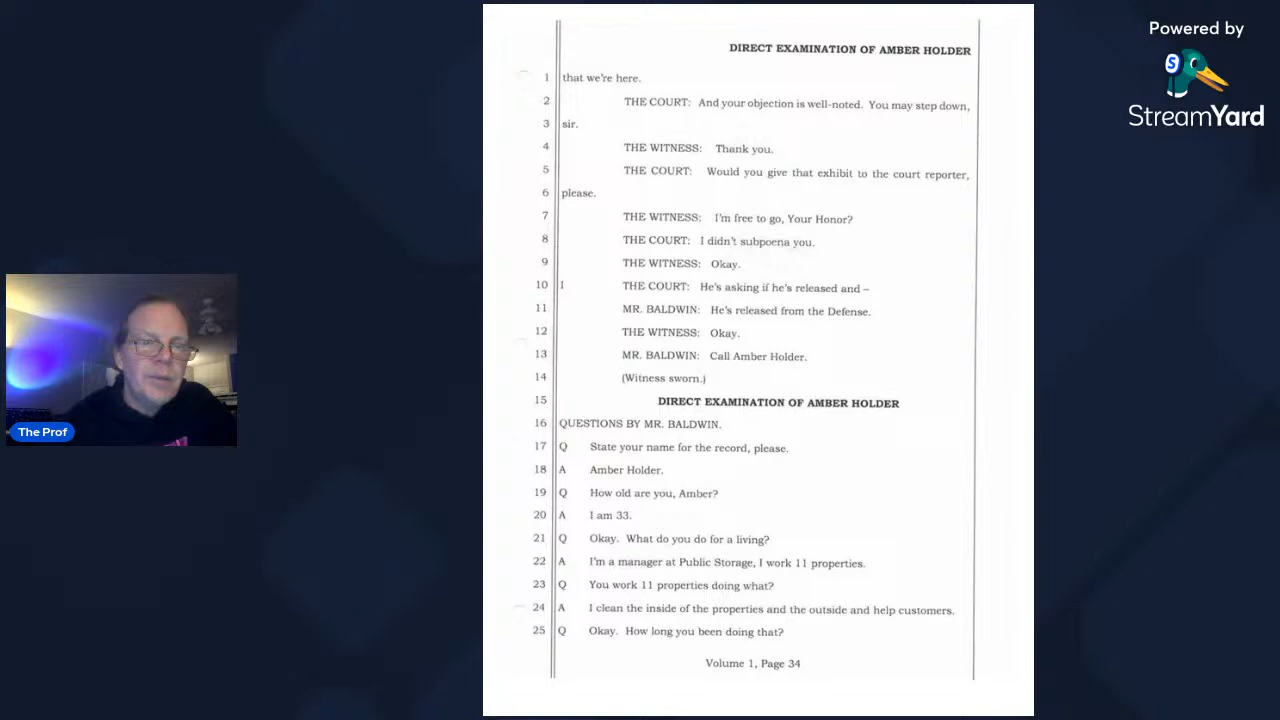 DIRECT EXAMINATION OF AMBER HOLDER
1 that we're here.
2 THE COURT: And your objection is well-noted. You may step down,
3 sir.
4 THE WITNESS: Thank you.
5 THE COURT: Would you give that exhibit to the court reporter,
6 please.
7 THE WITNESS: I'm free to go, Your Honor?
8 THE COURT: I didn't subpoena you.
9 THE WITNESS: Okay.
10 I THE COURT: He's asking if he's released and –
11 MR. BALDWIN: He's released from the Defense.
12 THE WITNESS: Okay.
13 MR. BALDWIN: Call Amber Holder.
14 (Witness sworn.)
15 DIRECT EXAMINATION OF AMBER HOLDER
16 QUESTIONS BY MR. BALDWIN.
17 Q State your name for the record, please.
18 A Amber Holder.
19 Q How old are you, Amber?
20 A I am 33.
21 Q Okay. What do you do for a living?
22 A I'm a manager at Public Storage, I work 11 properties.
23 Q You work 11 properties doing what?
24 A I clean the inside of the properties and the outside and help customers.
25 Q Okay. How long you been doing that?
Volume 1, Page 34
The Prof
Powered by
S
StreamYard